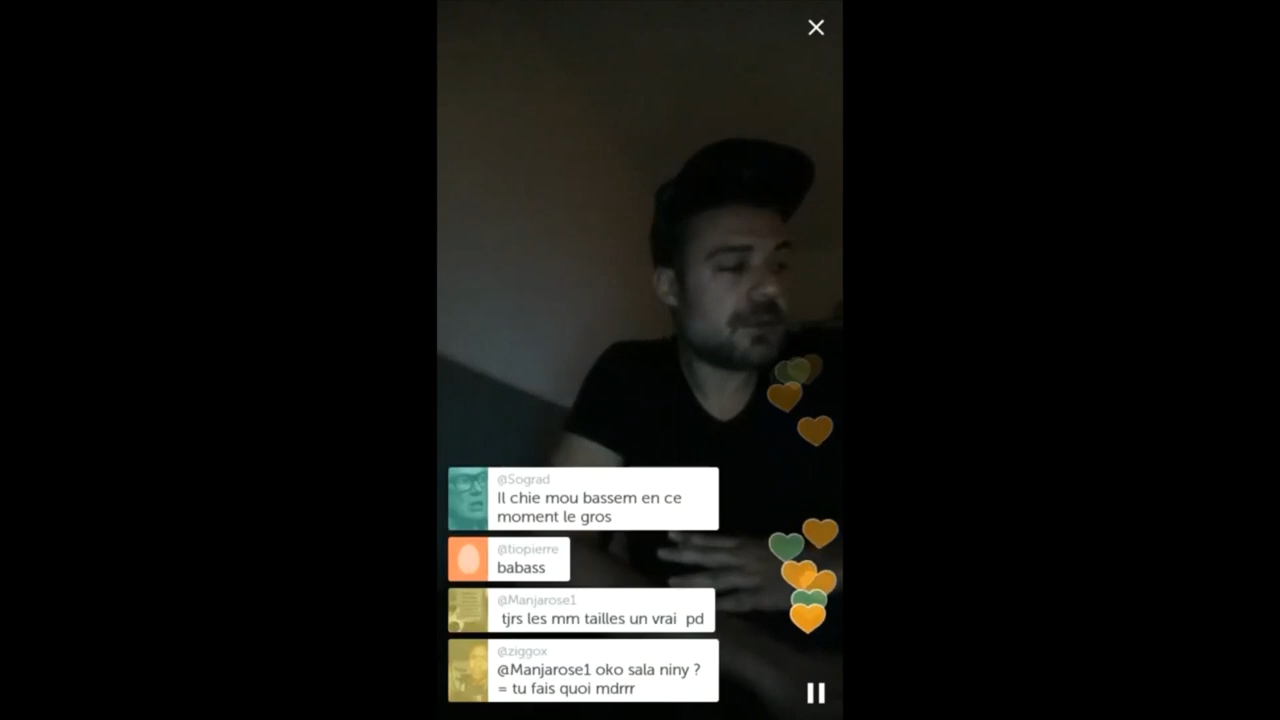 @Sograd
Il chie mou bassem en ce
moment le gros
@tiopierre
babass
@Manjarose1
tjrs les mm tailles un vrai pd
@ziggox
@Manjarose1 oko sala niny ?
= tu fais quoi mdrrr